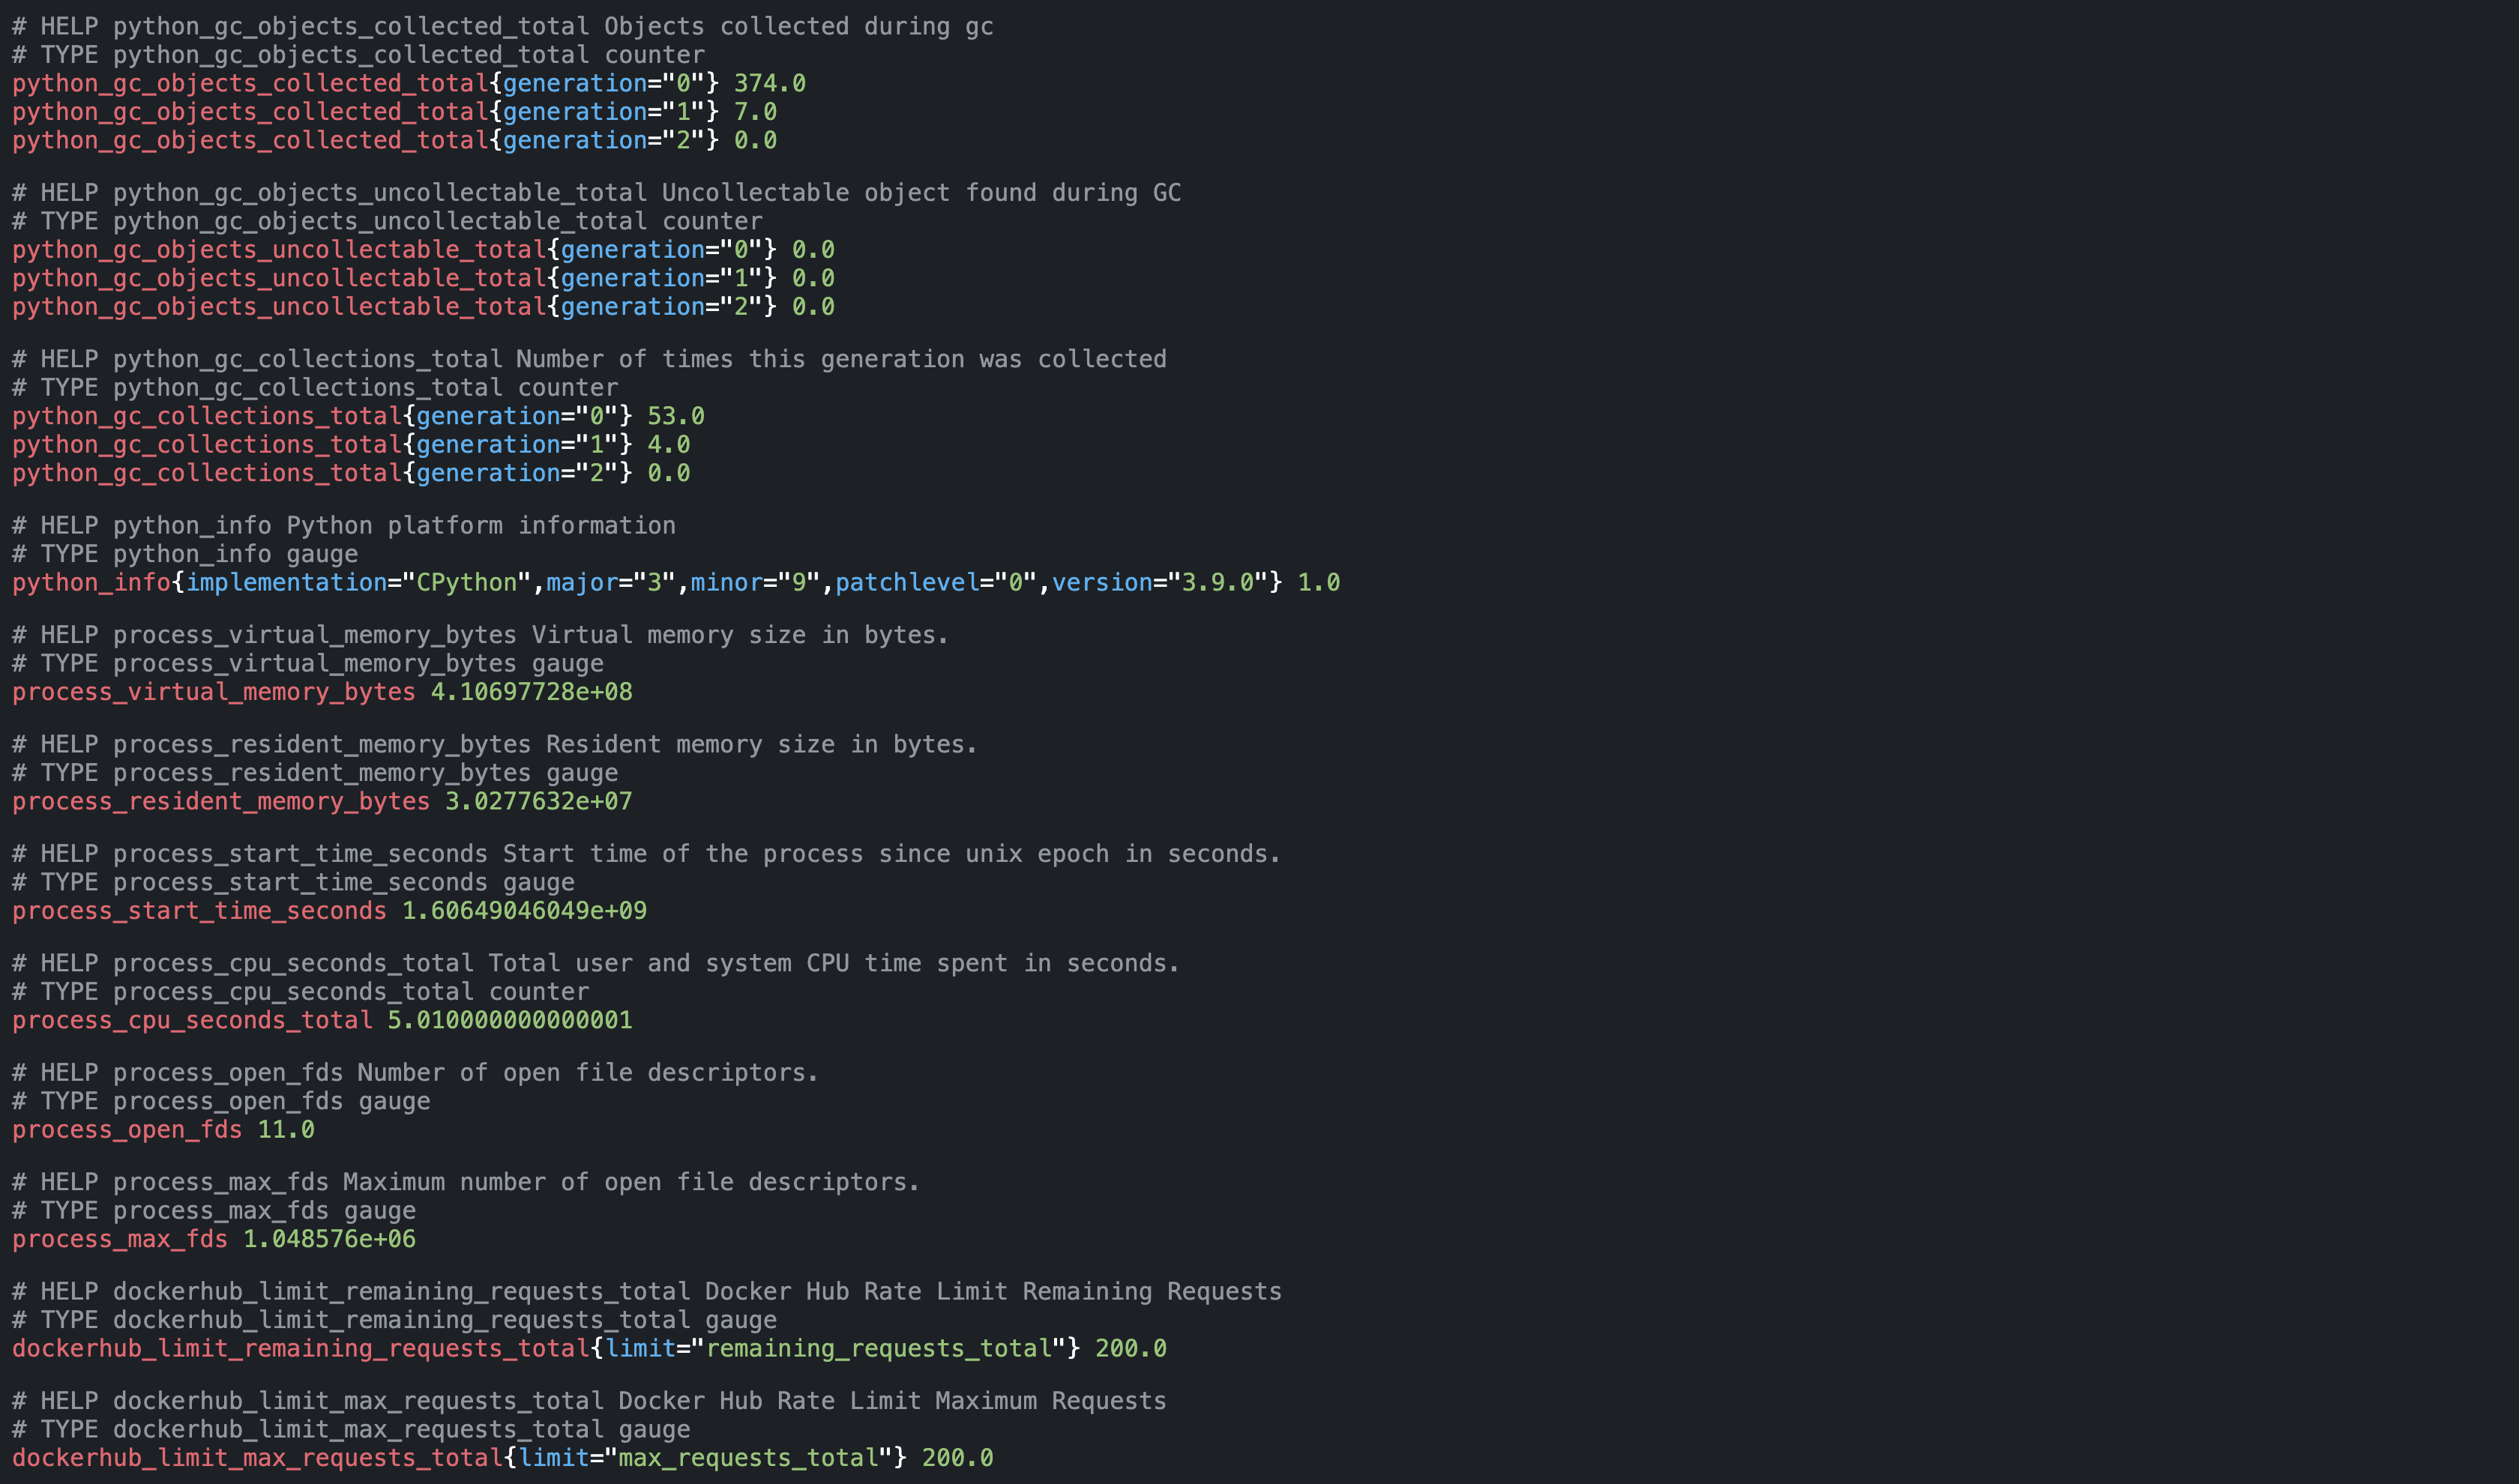 # HELP python_gc_objects_collected_total Objects collected during gc
# TYPE python_gc_objects_collected_total counter
python_gc_objects_collected_total{generation="0"} 374.0
python_gc_objects_collected_total{generation="1"} 7.0
python_gc_objects_collected_total{generation="2"} 0.0
# HELP python_gc_objects_uncollectable_total Uncollectable object found during GC
# TYPE python_gc_objects_uncollectable_total counter
python_gc_objects_uncollectable_total{generation="0"} 0.0
python_gc_objects_uncollectable_total{generation="1"} 0.0
python_gc_objects_uncollectable_total{generation="2"} 0.0
# HELP python_gc_collections_total Number of times this generation was collected
# TYPE python_gc_collections_total counter
python_gc_collections_total{generation="0"} 53.0
python_gc_collections_total{generation="1"} 4.0
python_gc_collections_total{generation="2"} 0.0
# HELP python_info Python platform information
# TYPE python_info gauge
python_info{implementation="CPython",major="3",minor="9",patchlevel="0",version="3.9.0"} 1.0
# HELP process_virtual_memory_bytes Virtual memory size in bytes.
# TYPE process_virtual_memory_bytes gauge
process_virtual_memory_bytes 4.10697728e+08
# HELP process_resident_memory_bytes Resident memory size in bytes.
# TYPE process_resident_memory_bytes gauge
process_resident_memory_bytes 3.0277632e+07
# HELP process_start_time_seconds Start time of the process since unix epoch in seconds.
# TYPE process_start_time_seconds gauge
process_start_time_seconds 1.60649046049e+09
# HELP process_cpu_seconds_total Total user and system CPU time spent in seconds.
# TYPE process_cpu_seconds_total counter
process_cpu_seconds_total 5.010000000000001
# HELP process_open_fds Number of open file descriptors.
# TYPE process_open_fds gauge
process_open_fds 11.0
# HELP process_max_fds Maximum number of open file descriptors.
# TYPE process_max_fds gauge
process_max_fds 1.048576e+06
# HELP dockerhub_limit_remaining_requests_total Docker Hub Rate Limit Remaining Requests
# TYPE dockerhub_limit_remaining_requests_total gauge
dockerhub_limit_remaining_requests_total{limit="remaining_requests_total"} 200.0
# HELP dockerhub_limit_max_requests_total Docker Hub Rate Limit Maximum Requests
# TYPE dockerhub_limit_max_requests_total gauge
dockerhub_limit_max_requests_total{limit="max_requests_total"} 200.0